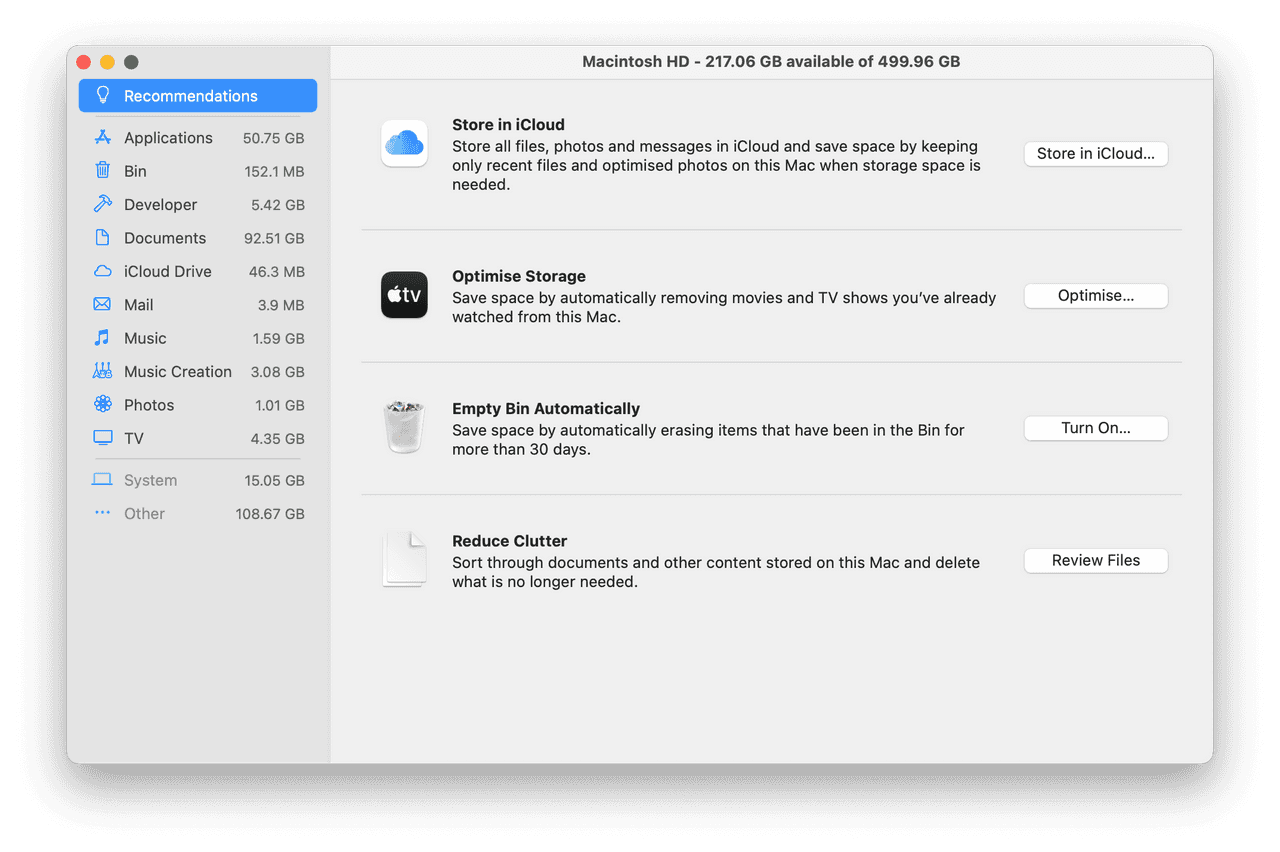 Macintosh HD - 217.06 GB available of 499.96 GB
Recommendations
Applications 50.75 GB
Bin 152.1 MB
Developer 5.42 GB
Documents 92.51 GB
iCloud Drive 46.3 MB
Mail 3.9 MB
Music 1.59 GB
Music Creation 3.08 GB
Photos 1.01 GB
TV 4.35 GB
System 15.05 GB
Other 108.67 GB
Store in iCloud
Store all files, photos and messages in iCloud and save space by keeping
only recent files and optimised photos on this Mac when storage space is
needed.
Store in iCloud...
tv
Optimise Storage
Save space by automatically removing movies and TV shows you’ve already
watched from this Mac.
Optimise...
Empty Bin Automatically
Save space by automatically erasing items that have been in the Bin for
more than 30 days.
Turn On...
Reduce Clutter
Sort through documents and other content stored on this Mac and delete
what is no longer needed.
Review Files